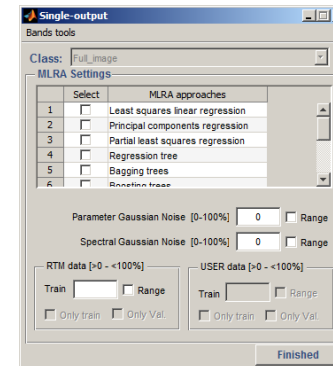 Single-output
Bands tools
Class: Full_image
MLRA Settings
Select MLRA approaches
1 Least squares linear regression
2 Principal components regression
3 Partial least squares regression
4 Regression tree
5 Bagging trees
6 Boosting trees
Parameter Gaussian Noise [0-100%] 0 Range
Spectral Gaussian Noise [0-100%] 0 Range
RTM data [>0 - <100%]
Train Range
Only train Only Val.
USER data [>0 - <100%]
Train Range
Only train Only Val.
Finished